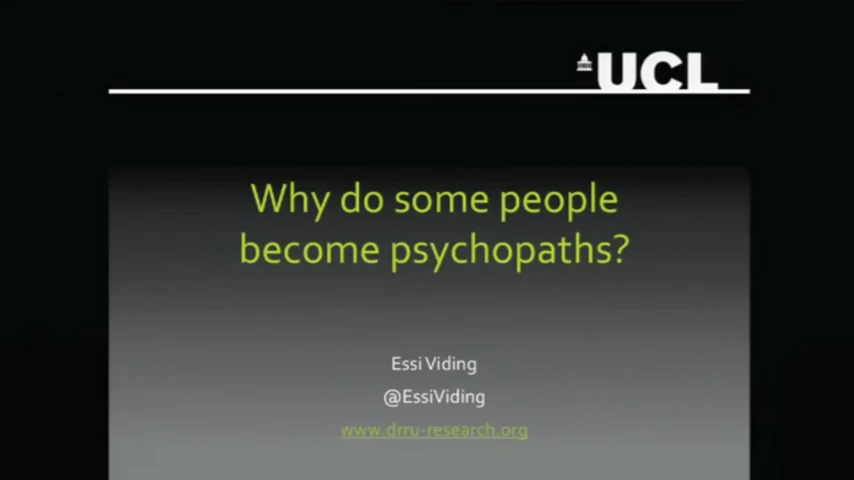 UCL
Why do some people
become psychopaths?
Essi Viding
@EssiViding
www.drru-research.org